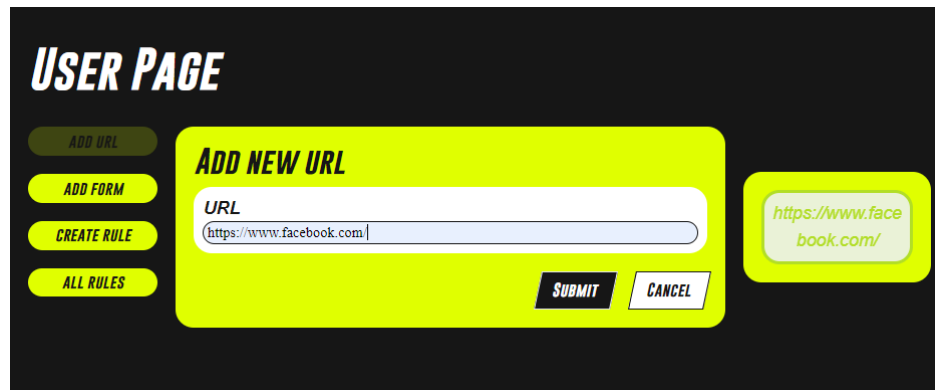 USER PAGE
ADD URL
ADD FORM
CREATE RULE
ALL RULES
ADD NEW URL
URL
https://www.facebook.com/
SUBMIT
CANCEL
https://www.face
book.com/